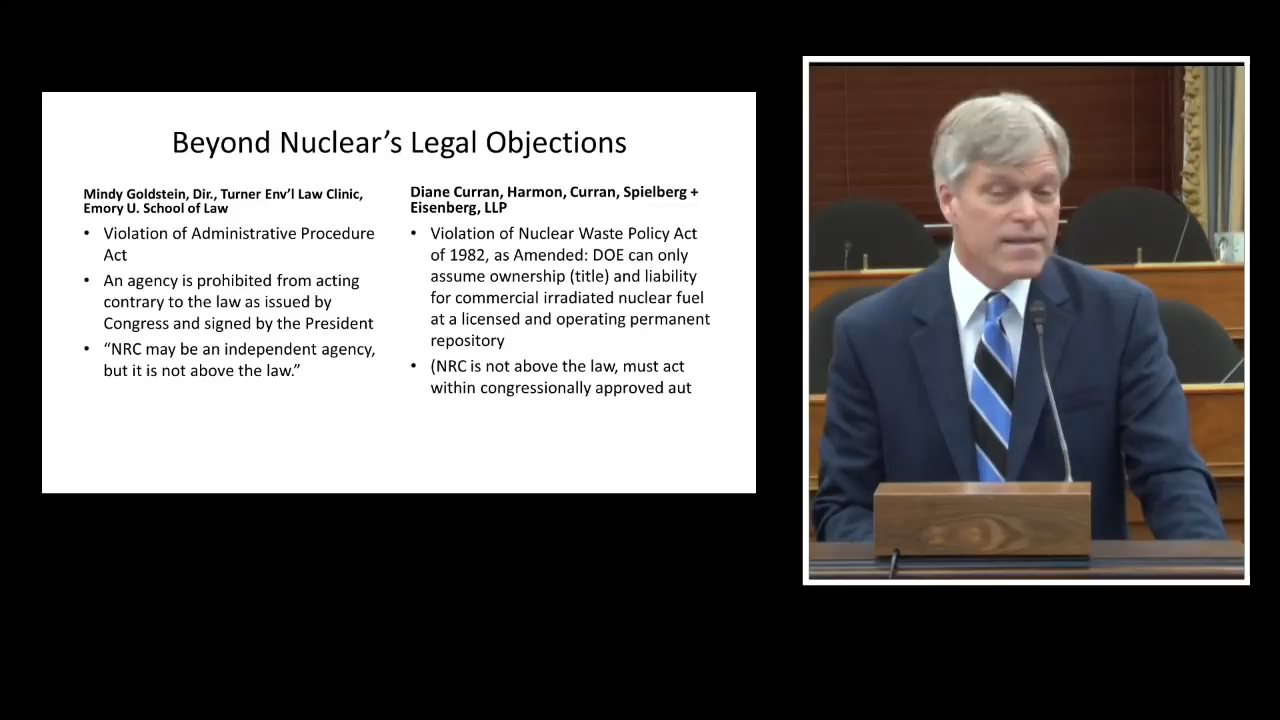 Beyond Nuclear’s Legal Objections
Mindy Goldstein, Dir., Turner Env’l Law Clinic,
Emory U. School of Law
• Violation of Administrative Procedure
Act
• An agency is prohibited from acting
contrary to the law as issued by
Congress and signed by the President
• “NRC may be an independent agency,
but it is not above the law.”
Diane Curran, Harmon, Curran, Spielberg +
Eisenberg, LLP
• Violation of Nuclear Waste Policy Act
of 1982, as Amended: DOE can only
assume ownership (title) and liability
for commercial irradiated nuclear fuel
at a licensed and operating permanent
repository
• (NRC is not above the law, must act
within congressionally approved aut